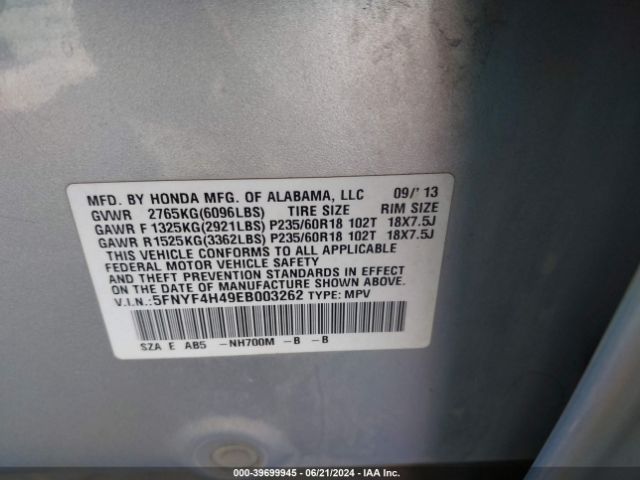 MFD. BY HONDA MFG. OF ALABAMA, LLC 09/'13
GVWR 2765KG(6096LBS) TIRE SIZE RIM SIZE
GAWR F 1325KG(2921LBS) P235/60R18 102T 18X7.5J
GAWR R1525KG(3362LBS) P235/60R18 102T 18X7.5J
THIS VEHICLE CONFORMS TO ALL APPLICABLE
FEDERAL MOTOR VEHICLE SAFETY
AND THEFT PREVENTION STANDARDS IN EFFECT
ON THE DATE OF MANUFACTURE SHOWN ABOVE.
V.I.N.:5FNYF4H49EB003262 TYPE: MPV
SZA E AB5 -NH700M -B -B
000-39699945 - 06/21/2024 - IAA Inc.